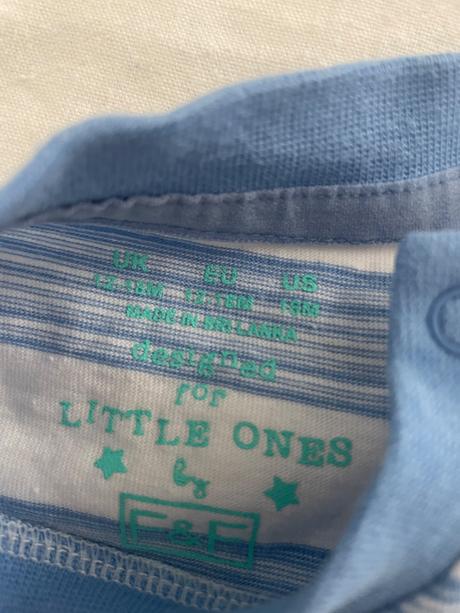 UK EU US
12-18M 12-18M 18M
MADE IN SRI LANKA
designed
for
LITTLE ONES
by
F&F